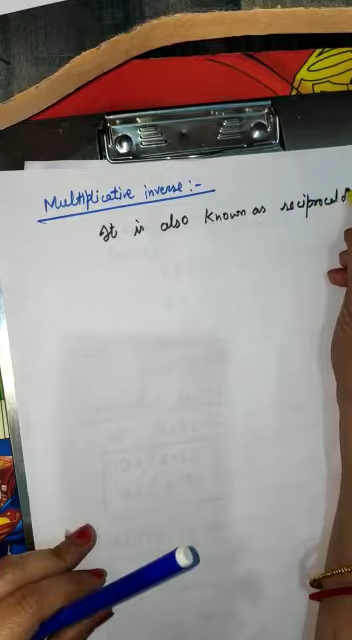 Multiplicative inverse :-
It is also known as reciprocal